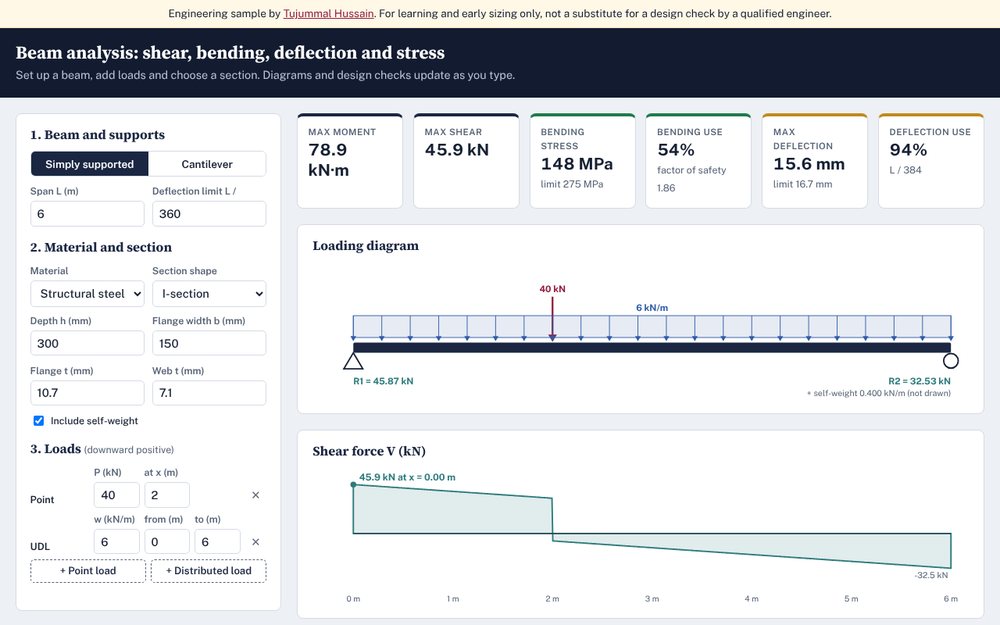 Engineering sample by Tujummal Hussain. For learning and early sizing only, not a substitute for a design check by a qualified engineer.
Beam analysis: shear, bending, deflection and stress
Set up a beam, add loads and choose a section. Diagrams and design checks update as you type.
1. Beam and supports
Simply supported
Cantilever
Span L (m)
Deflection limit L /
6
360
2. Material and section
Material
Section shape
Structural steel
I-section
Depth h (mm)
Flange width b (mm)
300
150
Flange t (mm)
Web t (mm)
10.7
7.1
Include self-weight
3. Loads (downward positive)
P (kN)
at x (m)
Point
40
2
×
w (kN/m)
from (m)
to (m)
UDL
6
0
6
×
+ Point load
+ Distributed load
MAX MOMENT
78.9
kN·m
MAX SHEAR
45.9 kN
BENDING
STRESS
148 MPa
limit 275 MPa
BENDING USE
54%
factor of safety
1.86
MAX
DEFLECTION
15.6 mm
limit 16.7 mm
DEFLECTION USE
94%
L / 384
Loading diagram
40 kN
6 kN/m
R1 = 45.87 kN
R2 = 32.53 kN
+ self-weight 0.400 kN/m (not drawn)
Shear force V (kN)
45.9 kN at x = 0.00 m
-32.5 kN
0 m
1 m
2 m
3 m
4 m
5 m
6 m